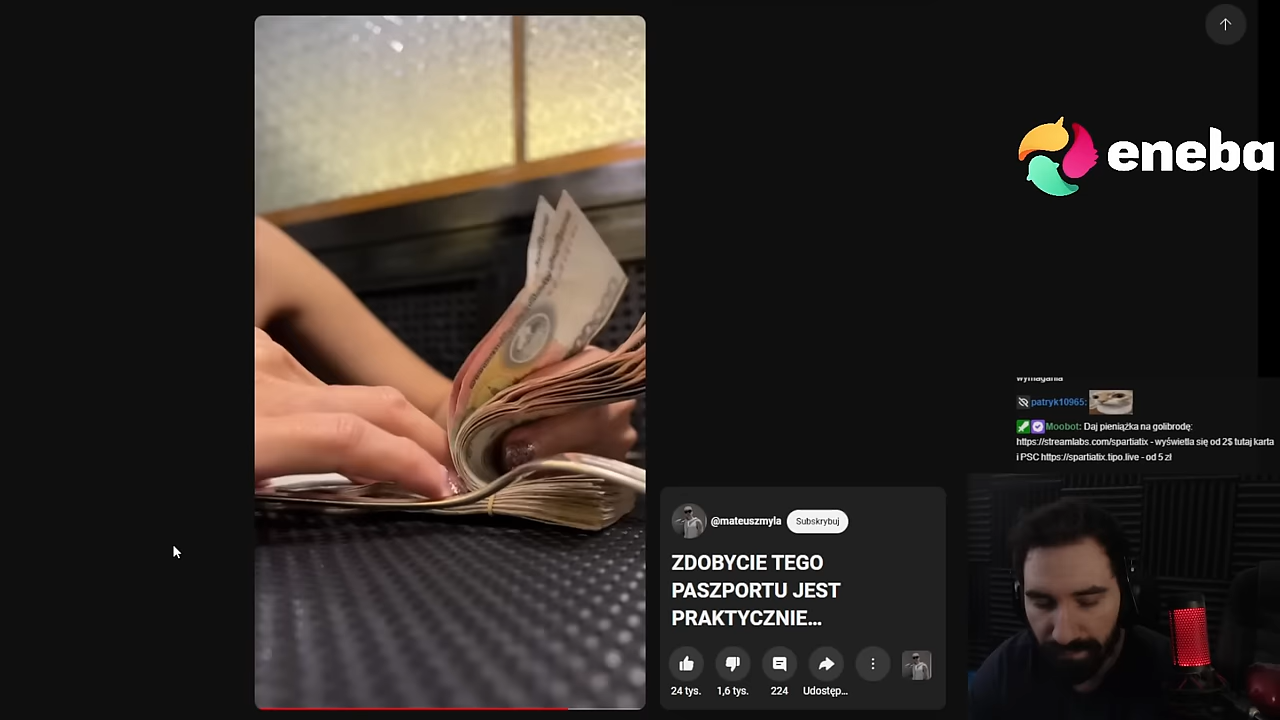 eneba
wymagania
patryk10965:
Moobot: Daj pieniążka na golibrodę:
https://streamlabs.com/spartiatix - wyświetla się od 2$ tutaj karta
i PSC https://spartiatix.tipo.live - od 5 zł
@mateuszmyla Subskrybuj
ZDOBYCIE TEGO
PASZPORTU JEST
PRAKTYCZNIE...
24 tys. 1,6 tys. 224 Udostęp...